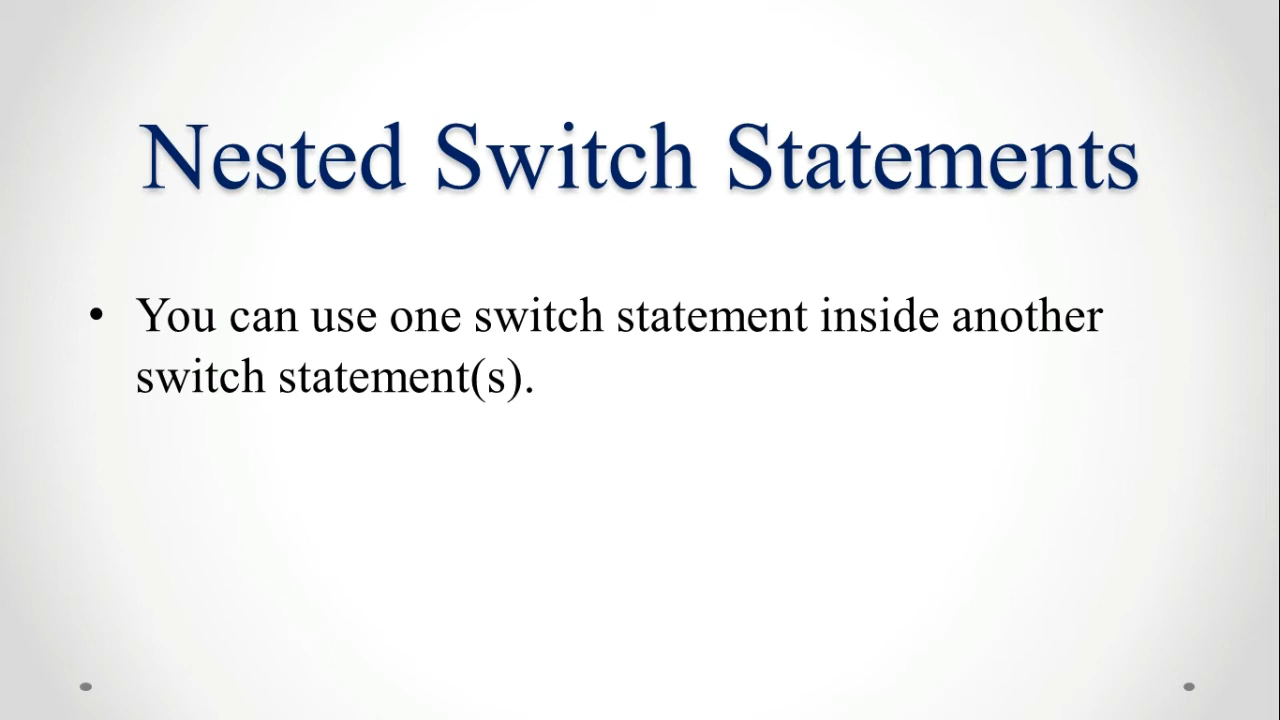 Nested Switch Statements
• You can use one switch statement inside another
switch statement(s).